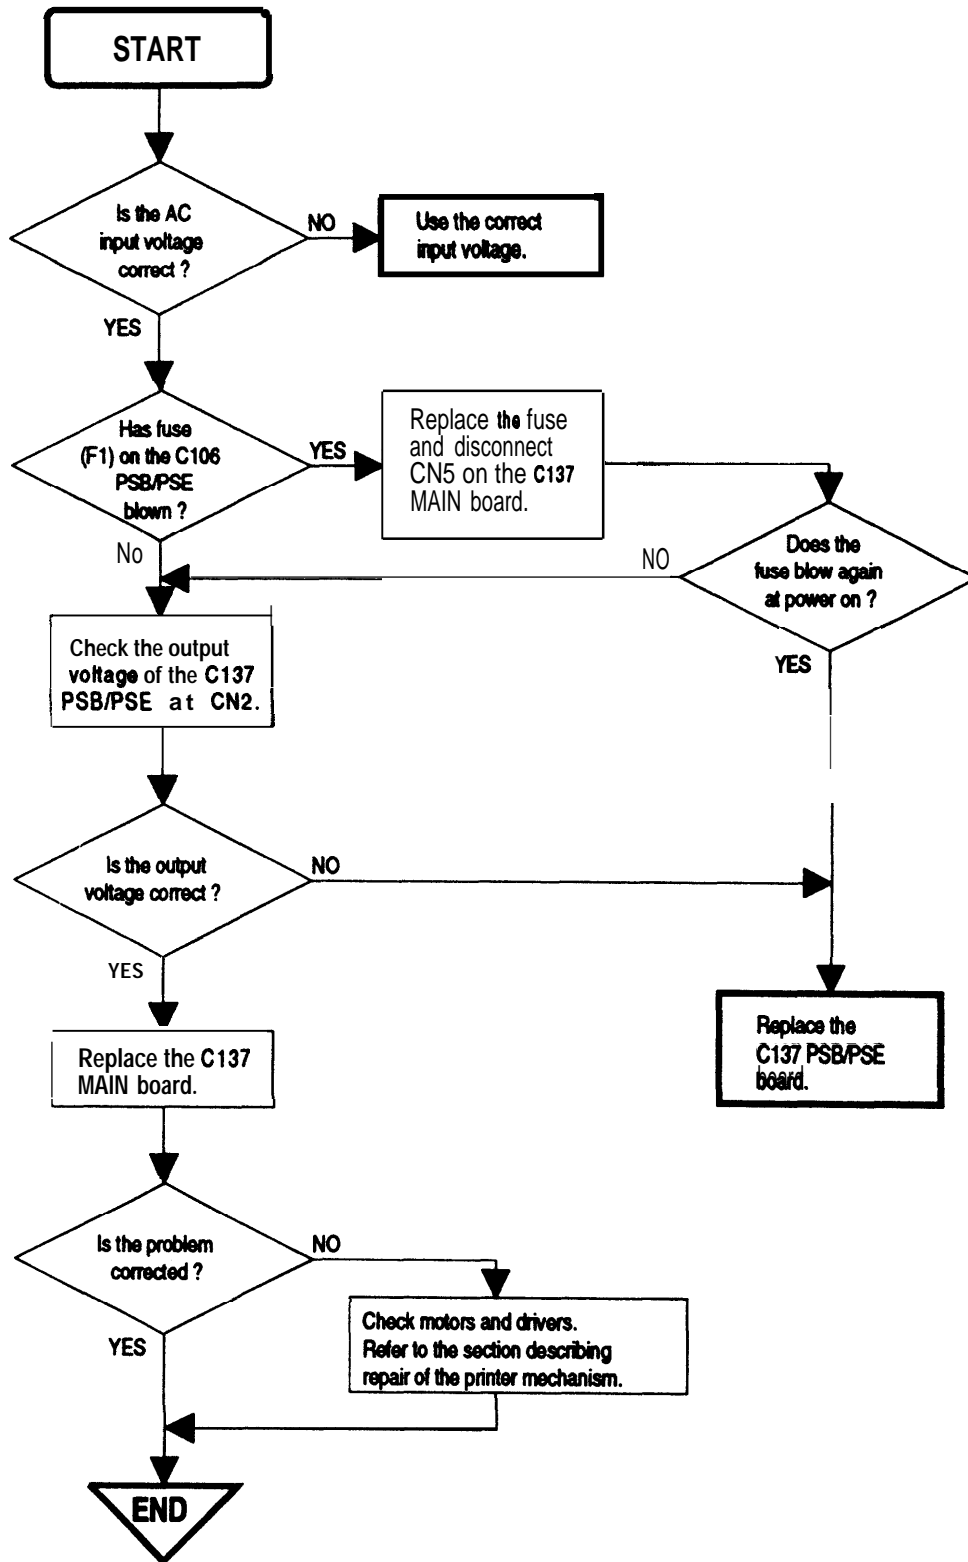 START
Is the AC
input voltage
correct ?
NO
Use the correct
input voltage.
YES
Has fuse
(F1) on the C106
PSB/PSE
blown ?
YES
Replace the fuse
and disconnect
CN5 on the C137
MAIN board.
No
NO
Does the
fuse blow again
at power on ?
YES
Check the output
voltage of the C137
PSB/PSE at CN2.
Is the output
voltage correct ?
NO
YES
Replace the
C137 PSB/PSE
board.
Replace the C137
MAIN board.
Is the problem
corrected ?
NO
YES
Check motors and drivers.
Refer to the section describing
repair of the printer mechanism.
END